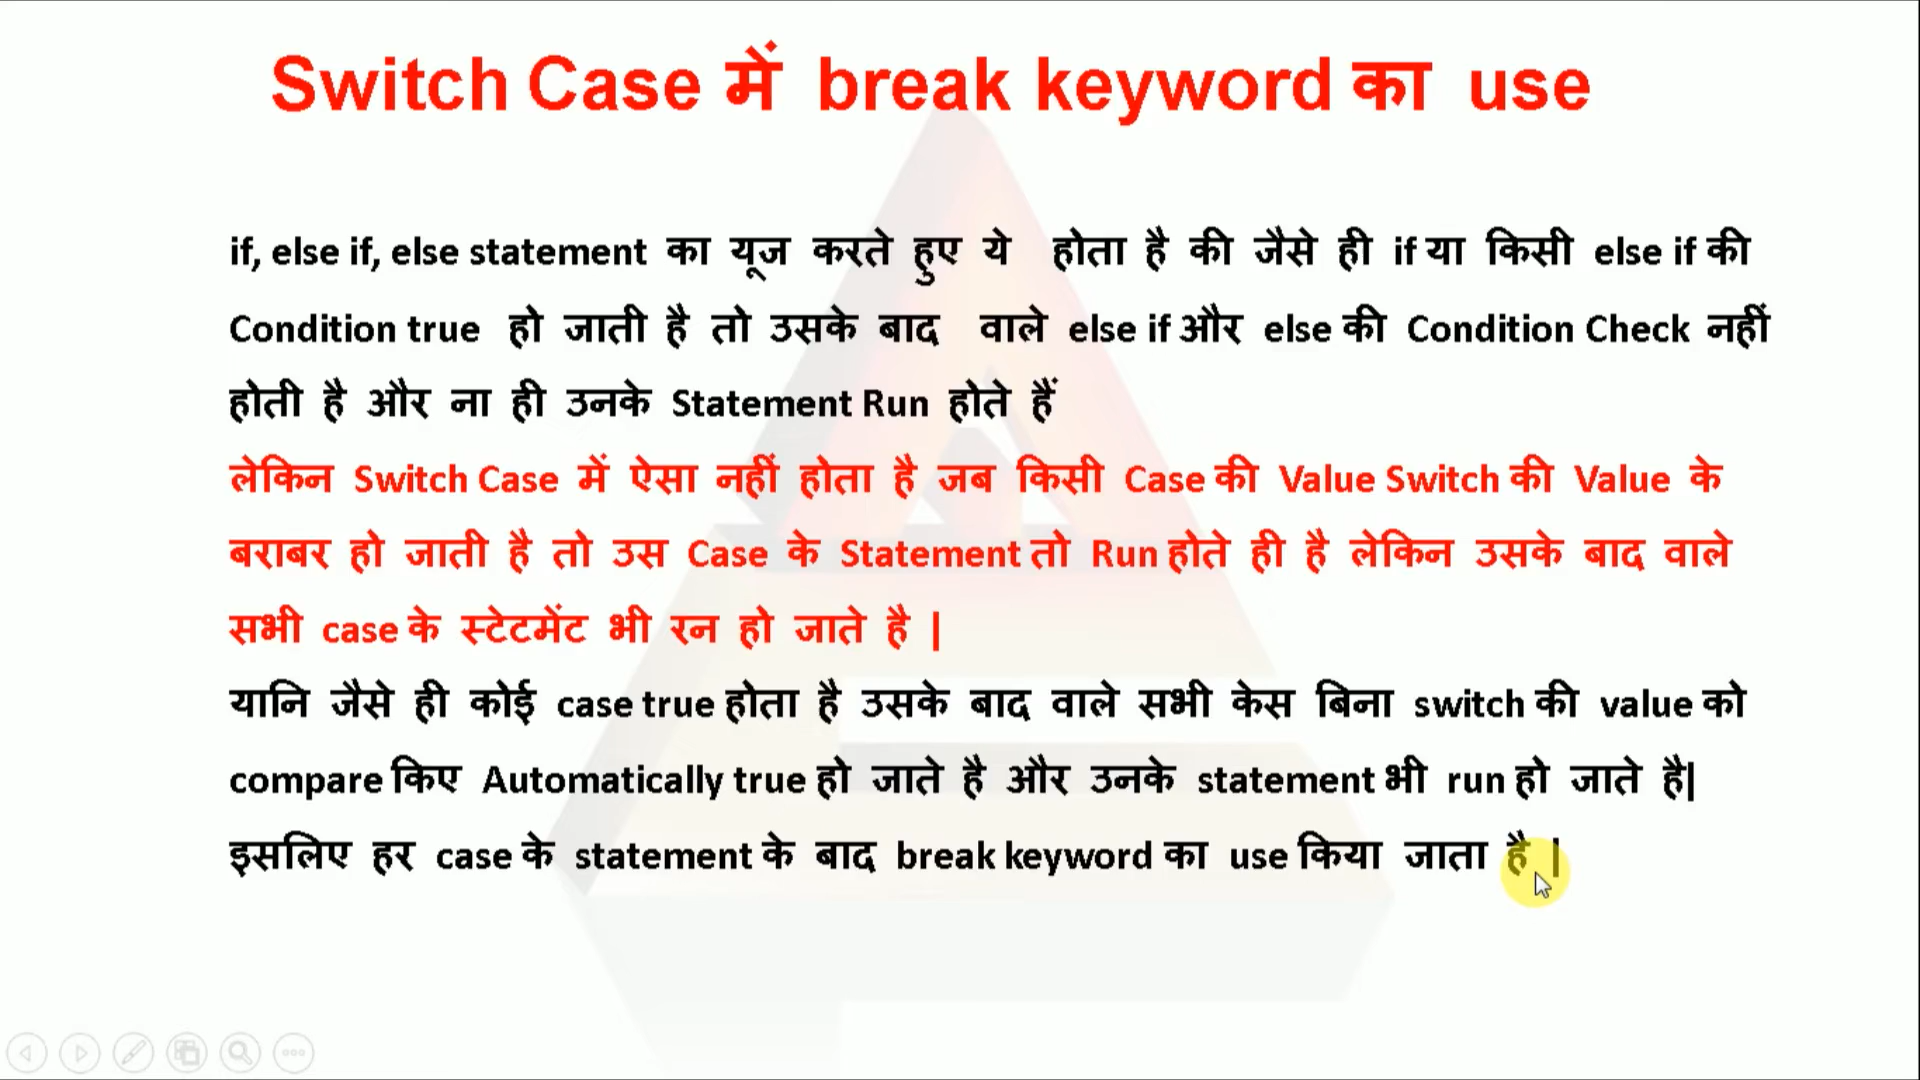 Switch Case में break keyword का use
if, else if, else statement का यूज करते हुए ये होता है की जैसे ही if या किसी else if की
Condition true हो जाती है तो उसके बाद वाले else if और else की Condition Check नहीं
होती है और ना ही उनके Statement Run होते हैं
लेकिन Switch Case में ऐसा नहीं होता है जब किसी Case की Value Switch की Value के
बराबर हो जाती है तो उस Case के Statement तो Run होते ही है लेकिन उसके बाद वाले
सभी case के स्टेटमेंट भी रन हो जाते है |
यानि जैसे ही कोई case true होता है उसके बाद वाले सभी केस बिना switch की value को
compare किए Automatically true हो जाते है और उनके statement भी run हो जाते है|
इसलिए हर case के statement के बाद break keyword का use किया जाता है |